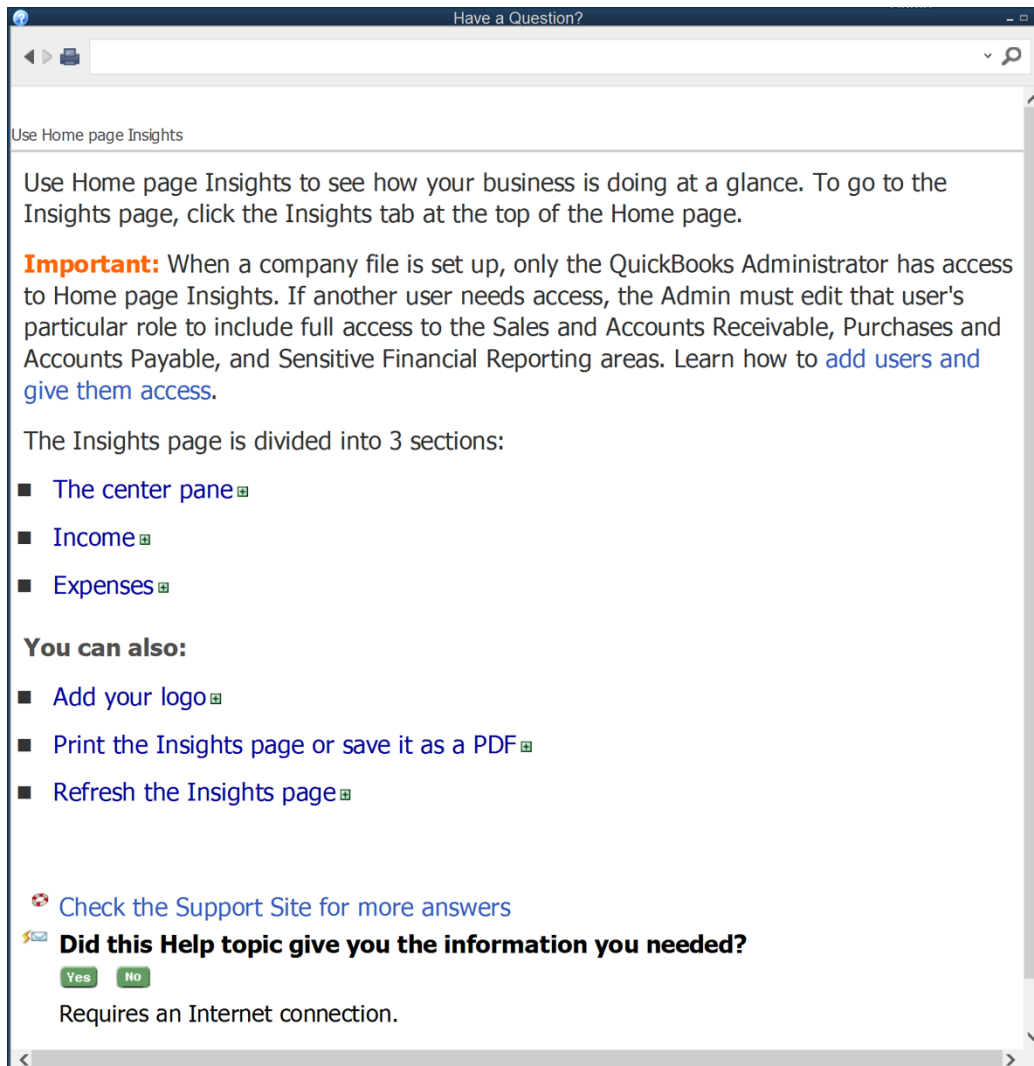 Have a Question?
Use Home page Insights
Use Home page Insights to see how your business is doing at a glance. To go to the
Insights page, click the Insights tab at the top of the Home page.
Important: When a company file is set up, only the QuickBooks Administrator has access
to Home page Insights. If another user needs access, the Admin must edit that user's
particular role to include full access to the Sales and Accounts Receivable, Purchases and
Accounts Payable, and Sensitive Financial Reporting areas. Learn how to add users and
give them access.
The Insights page is divided into 3 sections:
The center pane
Income
Expenses
You can also:
Add your logo
Print the Insights page or save it as a PDF
Refresh the Insights page
Check the Support Site for more answers
Did this Help topic give you the information you needed?
Yes No
Requires an Internet connection.